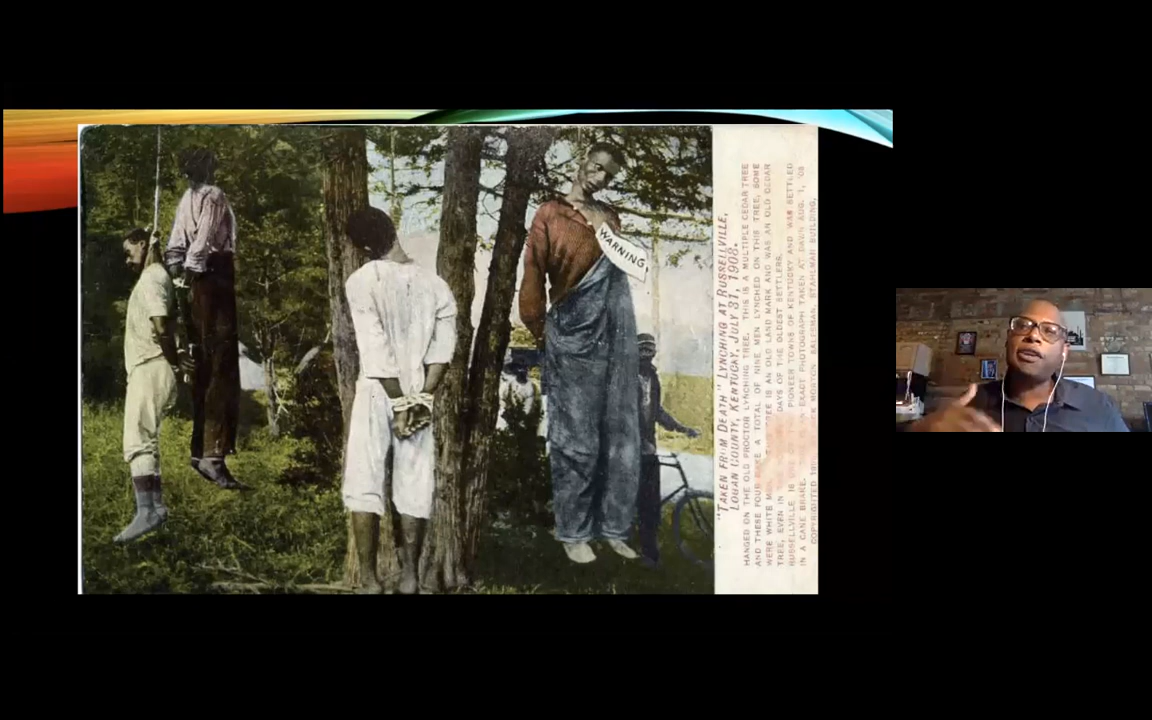 WARNING
"TAKEN FROM DEATH" LYNCHING AT RUSSELLVILLE,
LOGAN COUNTY, KENTUCKY, JULY 31, 1908.
HANGED ON THE OLD PROCTOR LYNCHING TREE. THIS IS A MULTIPLE CEDAR TREE
AND THESE FOUR MAKE A TOTAL OF NINE MEN LYNCHED ON THIS TREE, SOME
WERE WHITE MEN. TREE IS AN OLD LAND MARK AND WAS AN OLD CEDAR
TREE, EVEN IN DAYS OF THE OLDEST SETTLERS.
RUSSELLVILLE IS PIONEER TOWNS OF KENTUCKY AND WAS SETTLED
IN A CANE BRAKE. EXACT PHOTOGRAPH TAKEN AT DAWN AUG. 1, '08
COPYRIGHTED MORTON, SALESMAN, STAHLMAN BUILDING,